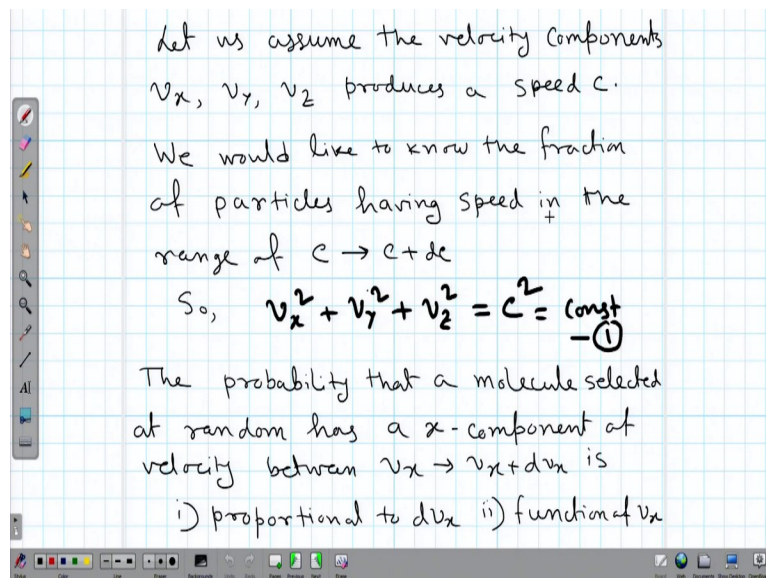 Let us assume the velocity components
Vx, Vy, Vz produces a speed c.
We would like to know the fraction
of particles having speed in the
range of c → c+dc
So, Vx² + Vy² + Vz² = C² = Const
-①
The probability that a molecule selected
at random has a x-component of
velocity between Vx → Vx+dvx is
i) proportional to dvx ii) function of Vx
AI